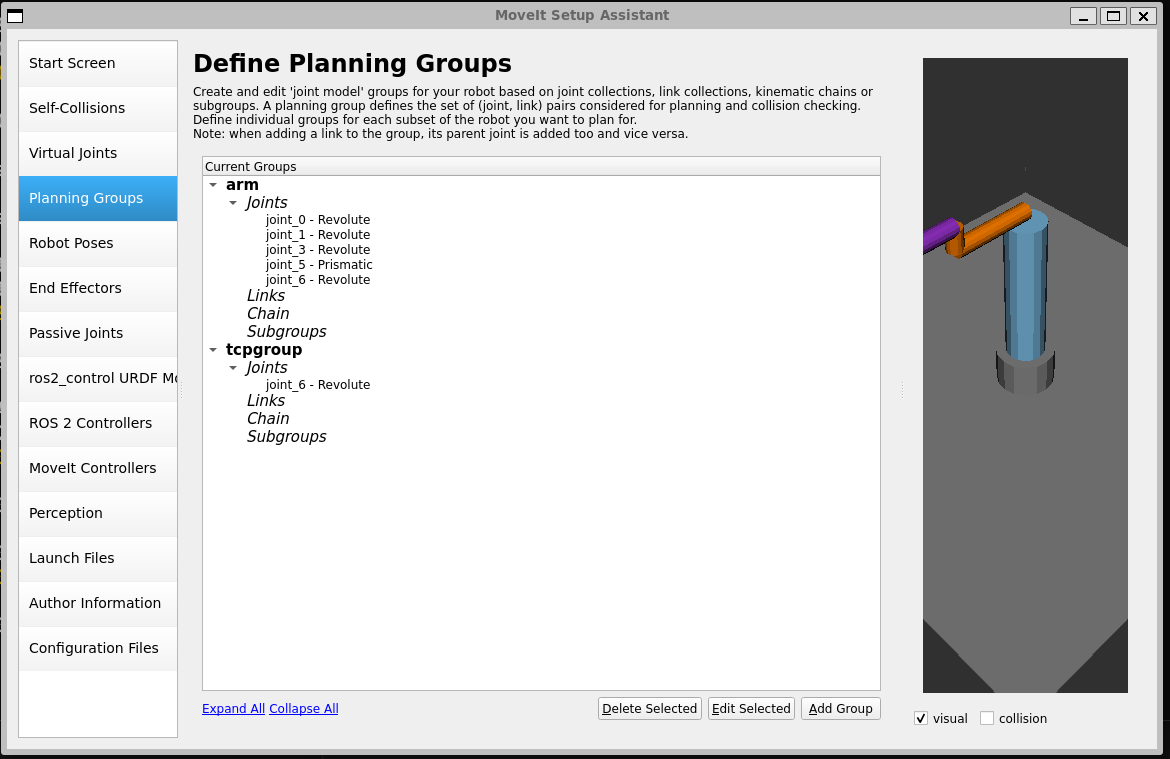 MoveIt Setup Assistant
Start Screen
Self-Collisions
Virtual Joints
Planning Groups
Robot Poses
End Effectors
Passive Joints
ros2_control URDF Mo
ROS 2 Controllers
MoveIt Controllers
Perception
Launch Files
Author Information
Configuration Files
Define Planning Groups
Create and edit 'joint model' groups for your robot based on joint collections, link collections, kinematic chains or
subgroups. A planning group defines the set of (joint, link) pairs considered for planning and collision checking.
Define individual groups for each subset of the robot you want to plan for.
Note: when adding a link to the group, its parent joint is added too and vice versa.
Current Groups
arm
Joints
joint_0 - Revolute
joint_1 - Revolute
joint_3 - Revolute
joint_5 - Prismatic
joint_6 - Revolute
Links
Chain
Subgroups
tcpgroup
Joints
joint_6 - Revolute
Links
Chain
Subgroups
Expand All Collapse All
Delete Selected Edit Selected Add Group
visual collision